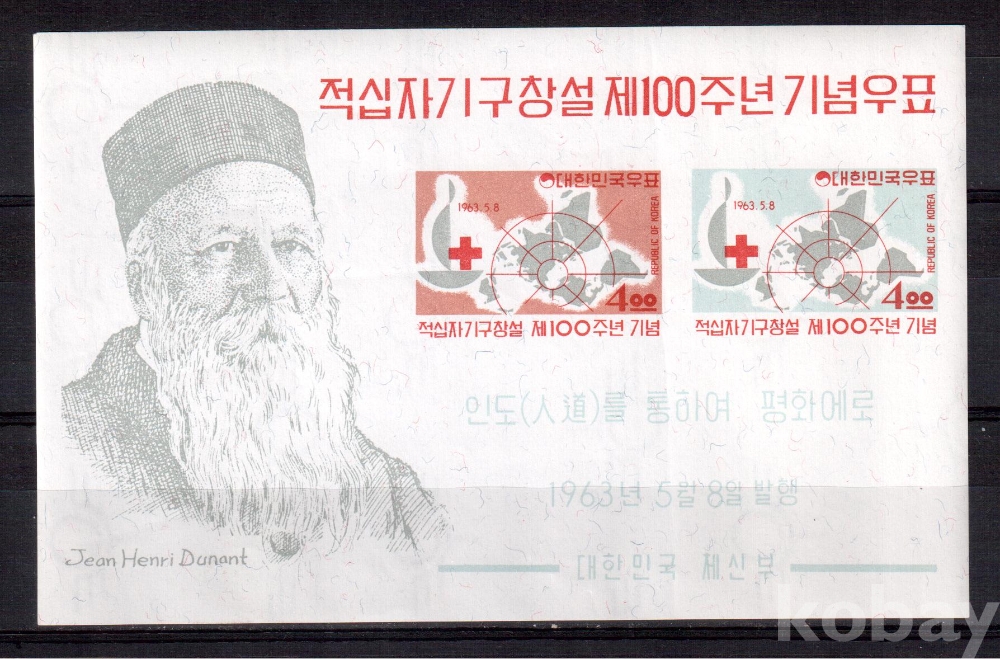 적십자기구창설 제100주년 기념우표
대한민국우표
1963.5.8
REPUBLIC OF KOREA
4.00
적십자기구창설 제100주년 기념
대한민국우표
1963.5.8
REPUBLIC OF KOREA
4.00
적십자기구창설 제100주년 기념
인도(人道)를 통하여 평화에로
1963년 5월 8일 발행
Jean Henri Dunant
대한민국 체신부
kobay